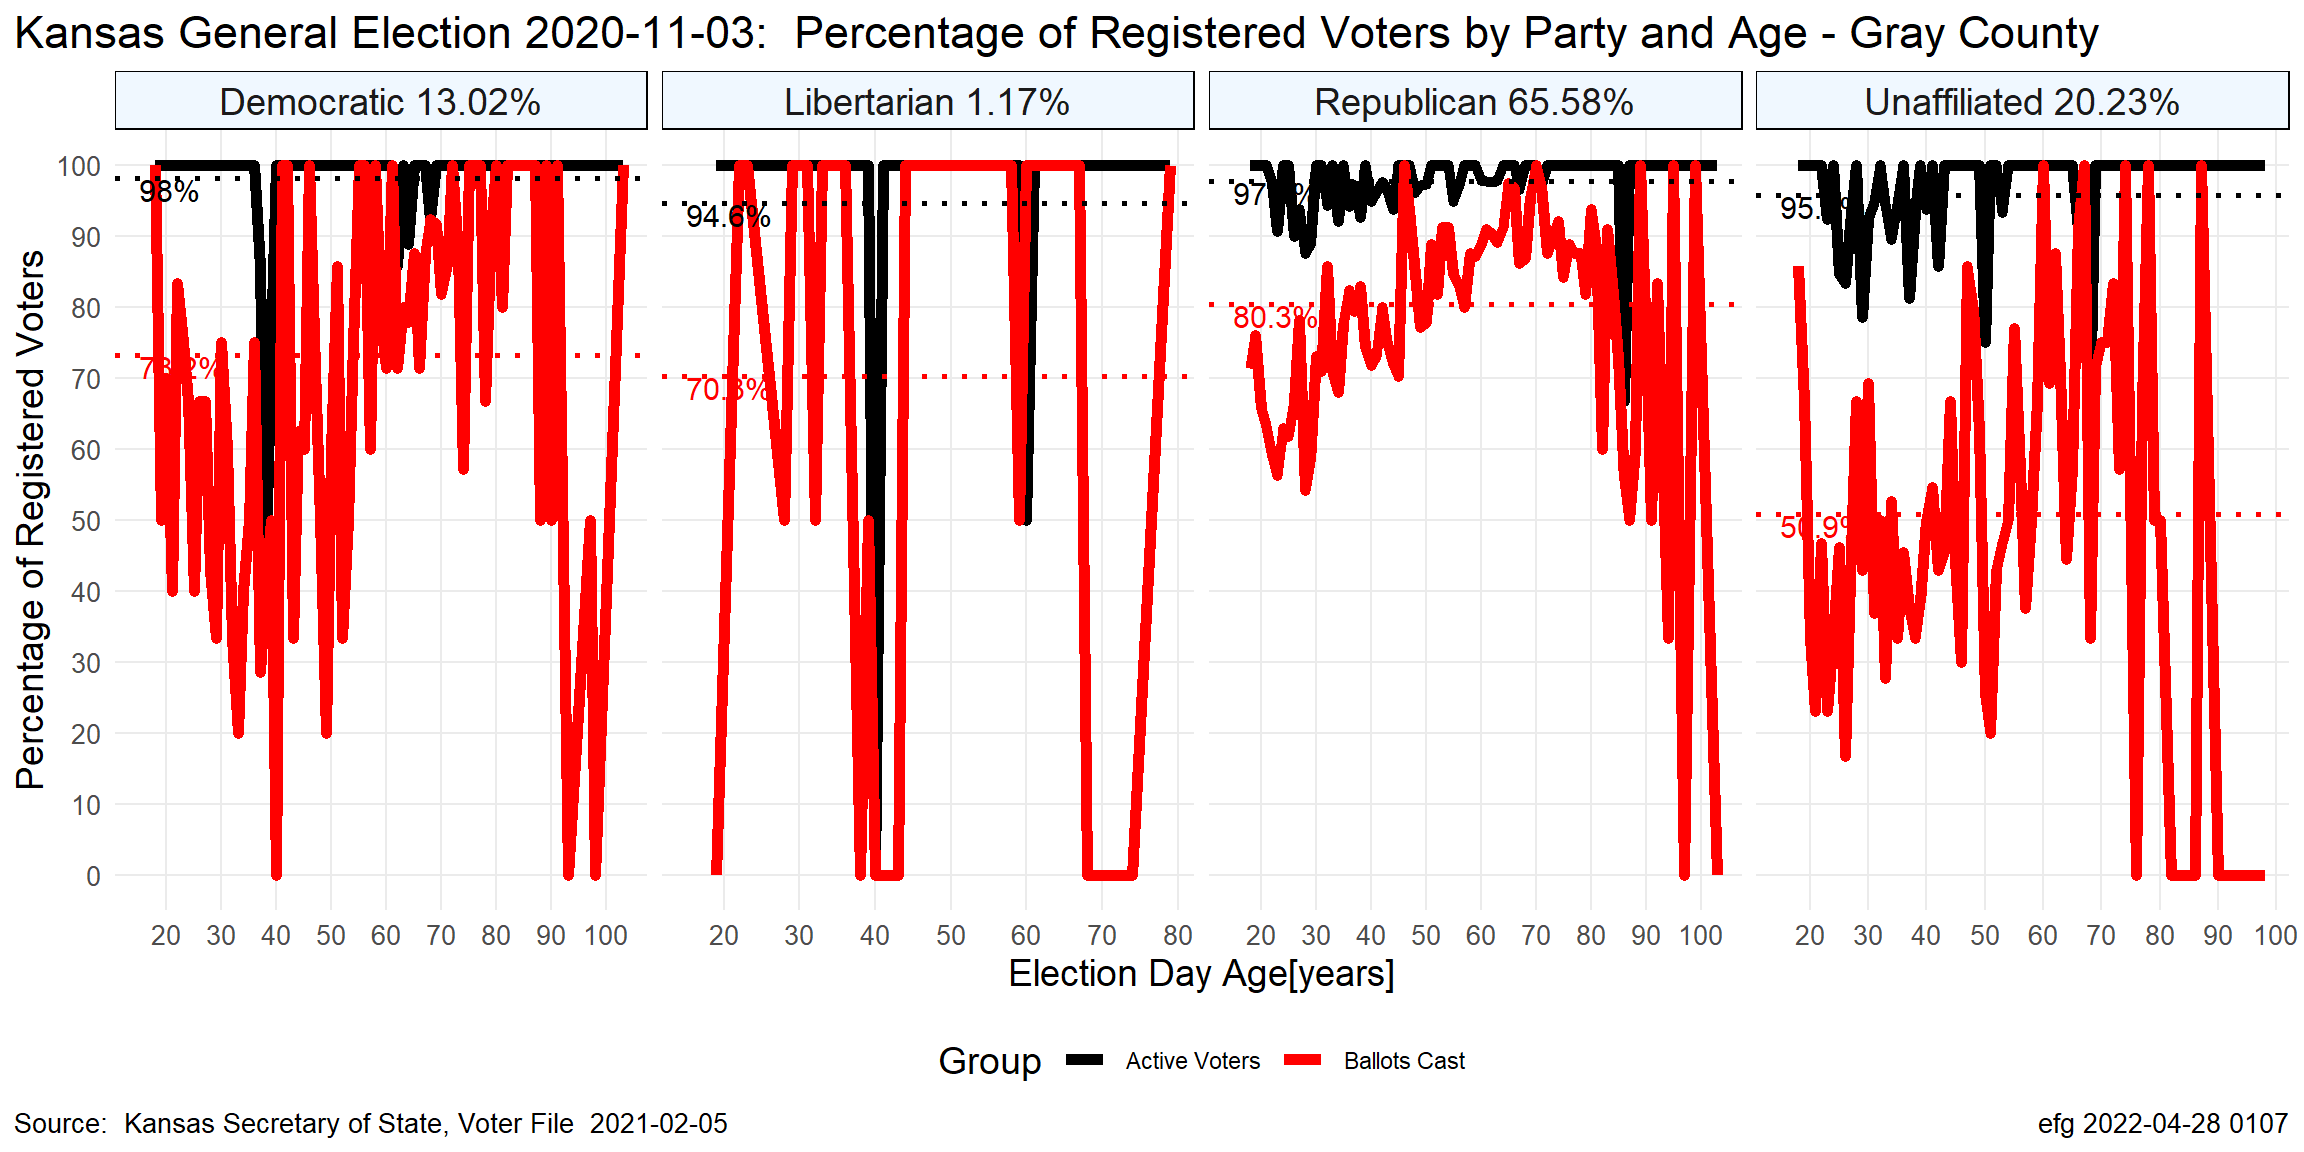 Kansas General Election 2020-11-03:  Percentage of Registered Voters by Party and Age - Gray County
Democratic 13.02%
Libertarian 1.17%
Republican 65.58%
Unaffiliated 20.23%
Percentage of Registered Voters
100
90
80
70
60
50
40
30
20
10
0
98%
73.2%
94.6%
70.3%
80.3%
50.9%
20 30 40 50 60 70 80 90 100
20 30 40 50 60 70 80
20 30 40 50 60 70 80 90 100
20 30 40 50 60 70 80 90 100
Election Day Age[years]
Group Active Voters Ballots Cast
Source:  Kansas Secretary of State, Voter File  2021-02-05
efg 2022-04-28 0107